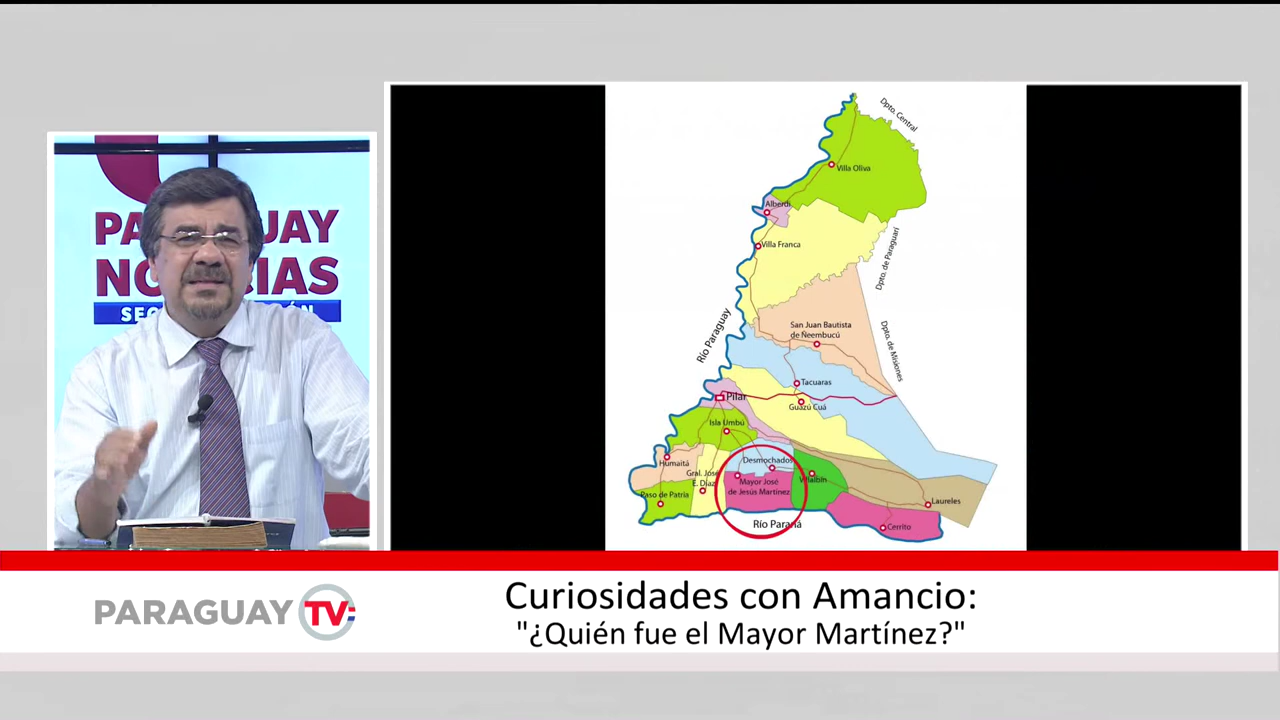 PARAGUAY
NOTICIAS
Dpto. Central
Villa Oliva
Alberdi
Villa Franca
Dpto. de Paraguarí
San Juan Bautista
de Ñeembucú
Río Paraguay
Dpto. de Misiones
Tacuaras
Pilar
Guazú Cuá
Isla Umbú
Desmochados
Humaitá
Gral. José
E. Díaz
Mayor José
de Jesús Martínez
Villalbín
Paso de Patria
Laureles
Río Paraná
Cerrito
PARAGUAY TV:
Curiosidades con Amancio:
"¿Quién fue el Mayor Martínez?"